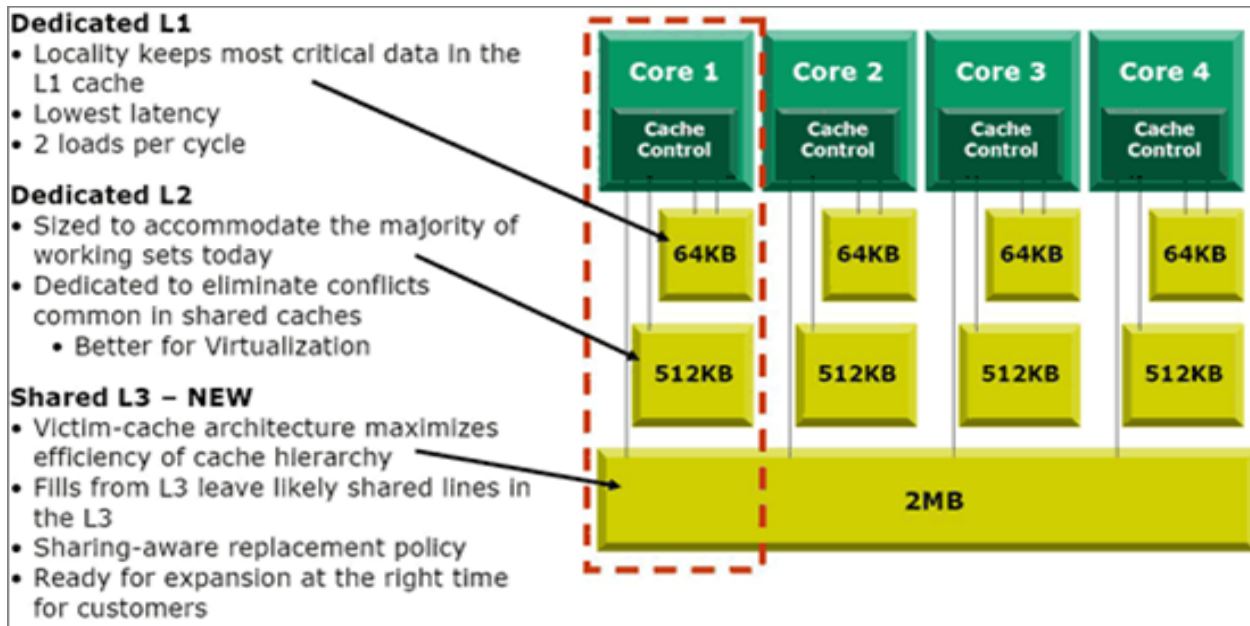 Dedicated L1
• Locality keeps most critical data in the
L1 cache
• Lowest latency
• 2 loads per cycle
Dedicated L2
• Sized to accommodate the majority of
working sets today
• Dedicated to eliminate conflicts
common in shared caches
• Better for Virtualization
Shared L3 – NEW
• Victim-cache architecture maximizes
efficiency of cache hierarchy
• Fills from L3 leave likely shared lines in
the L3
• Sharing-aware replacement policy
• Ready for expansion at the right time
for customers
Core 1
Core 2
Core 3
Core 4
Cache
Control
Cache
Control
Cache
Control
Cache
Control
64KB
64KB
64KB
64KB
512KB
512KB
512KB
512KB
2MB